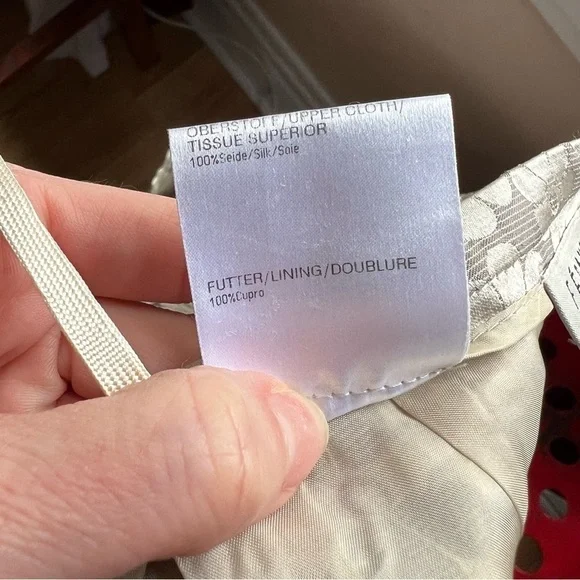 OBERSTOFF/UPPER CLOTH/
TISSUE SUPERIOR
100%Seide/Silk/Soie
FUTTER/LINING/DOUBLURE
100%Cupro